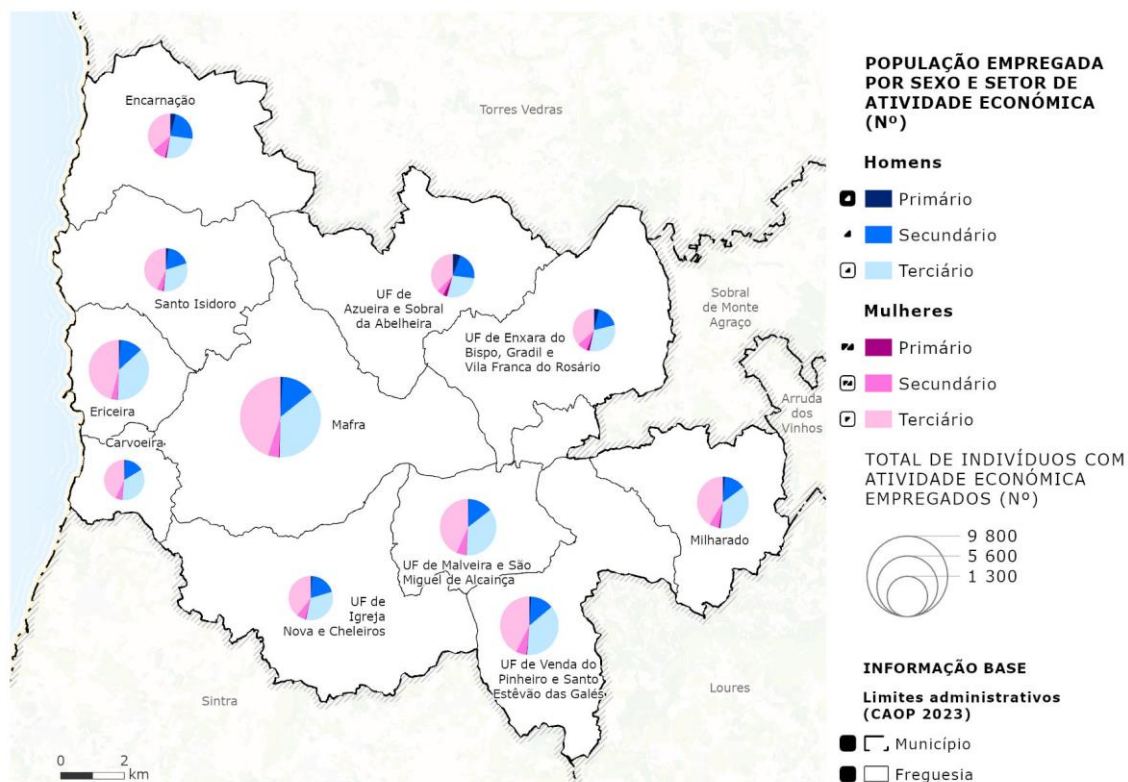 Encarnação
Torres Vedras
Santo Isidoro
UF de
Azueira e Sobral
da Abelheira
UF de Enxara do
Bispo, Gradil e
Vila Franca do Rosário
Sobral
de Monte
Agraço
Arruda
dos
Vinhos
Ericeira
Mafra
Carvoeira
Milharado
UF de Malveira e São
Miguel de Alcainça
UF de
Igreja
Nova e Cheleiros
UF de Venda do
Pinheiro e Santo
Estêvão das Galés
Sintra
Loures
0 2
km
POPULAÇÃO EMPREGADA
POR SEXO E SETOR DE
ATIVIDADE ECONÓMICA
(Nº)
Homens
Primário
Secundário
Terciário
Mulheres
Primário
Secundário
Terciário
TOTAL DE INDIVÍDUOS COM
ATIVIDADE ECONÓMICA
EMPREGADOS (Nº)
9 800
5 600
1 300
INFORMAÇÃO BASE
Limites administrativos
(CAOP 2023)
Município
Freguesia